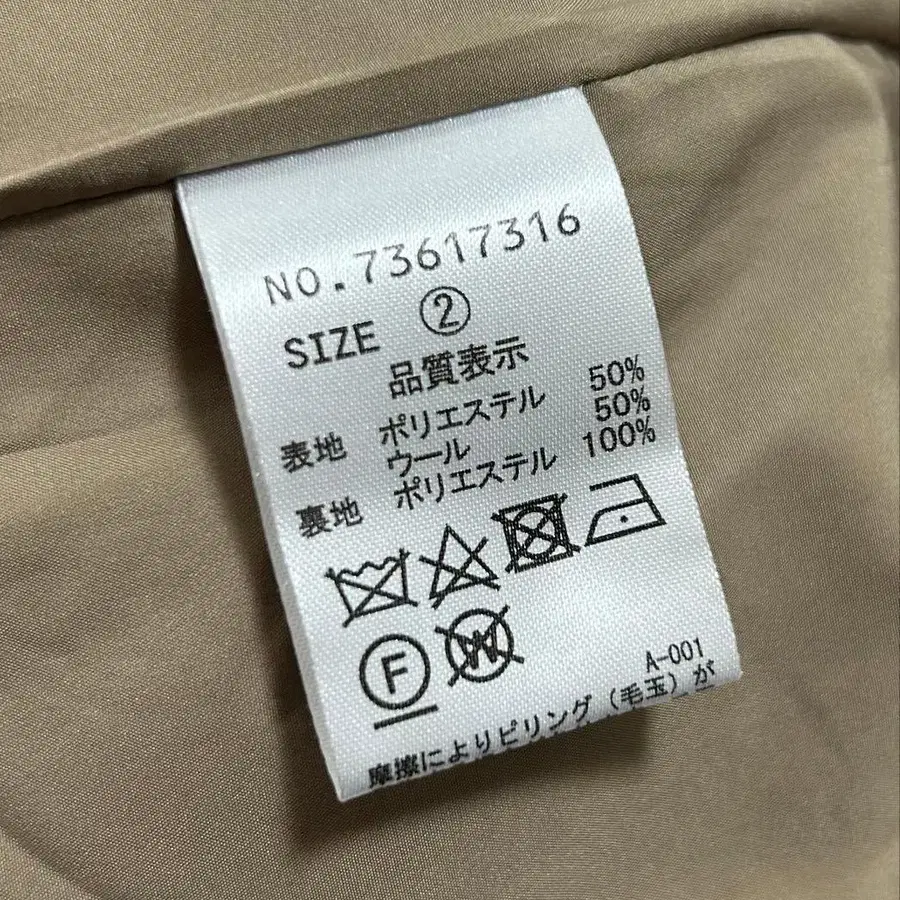 NO.73617316
SIZE ②
品質表示
表地 ポリエステル 50%
ウール 50%
裏地 ポリエステル 100%
F W
A-001
摩擦によりピリング(毛玉)が